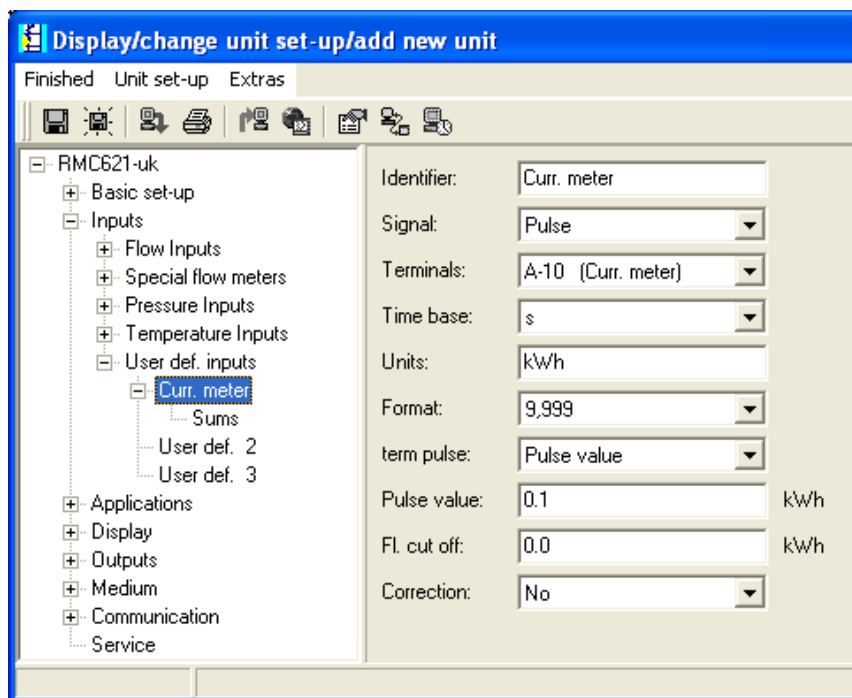 Display/change unit set-up/add new unit
Finished Unit set-up Extras
RMC621-uk
Basic set-up
Inputs
Flow Inputs
Special flow meters
Pressure Inputs
Temperature Inputs
User def. inputs
Curr. meter
Sums
User def. 2
User def. 3
Applications
Display
Outputs
Medium
Communication
Service
Identifier: Curr. meter
Signal: Pulse
Terminals: A-10 (Curr. meter)
Time base: s
Units: kWh
Format: 9,999
term pulse: Pulse value
Pulse value: 0.1 kWh
Fl. cut off: 0.0 kWh
Correction: No